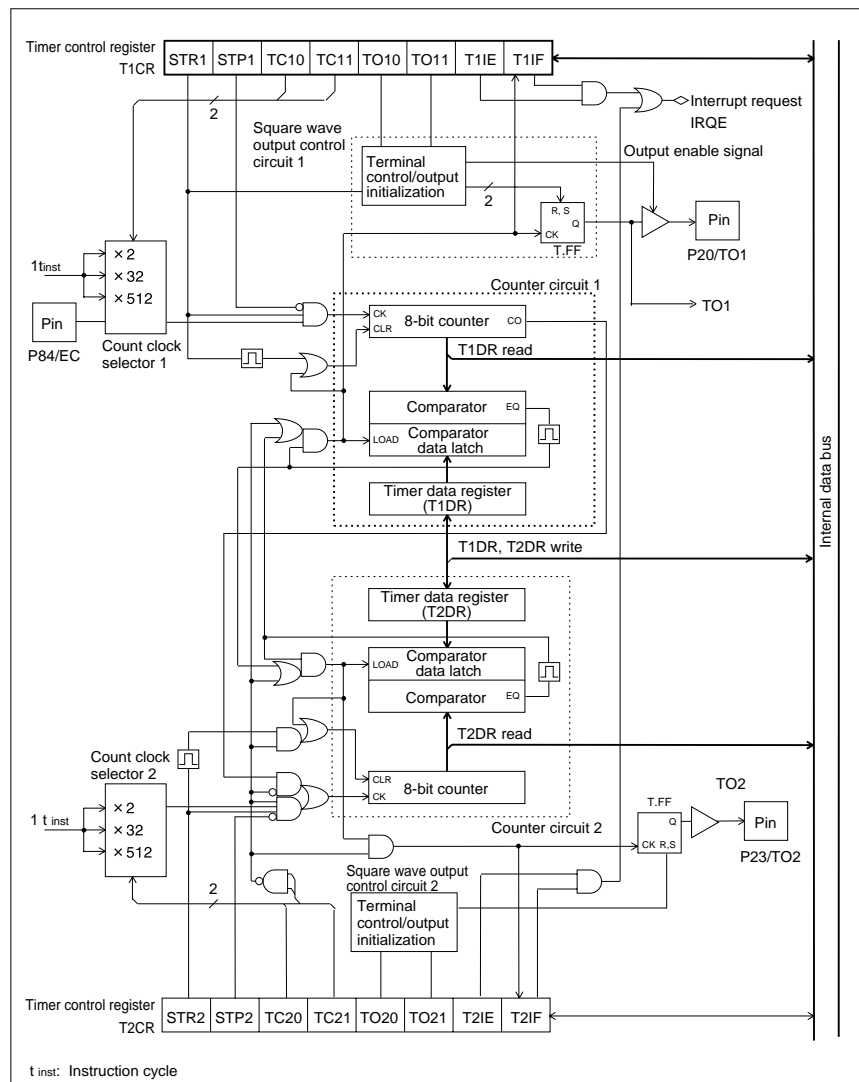 Timer control register
T1CR
STR1 STP1 TC10 TC11 TO10 TO11 T1IE T1IF
2
Interrupt request
IRQE
Square wave
output control
circuit 1
Terminal
control/output
initialization
Output enable signal
2
R, S
Q
CK
T.FF
Pin
P20/TO1
TO1
1 tinst
× 2
× 32
× 512
Pin
P84/EC
Count clock
selector 1
Counter circuit 1
CK
CLR
8-bit counter
CO
T1DR read
Comparator
EQ
LOAD
Comparator
data latch
Timer data register
(T1DR)
Internal data bus
T1DR, T2DR write
Timer data register
(T2DR)
LOAD
Comparator
data latch
Comparator
EQ
T2DR read
Count clock
selector 2
CLR
CK
8-bit counter
1 t inst
× 2
× 32
× 512
Counter circuit 2
T.FF
Q
CK R,S
TO2
Pin
P23/TO2
2
Square wave output
control circuit 2
Terminal
control/output
initialization
Timer control register
T2CR
STR2 STP2 TC20 TC21 TO20 TO21 T2IE T2IF
t inst: Instruction cycle